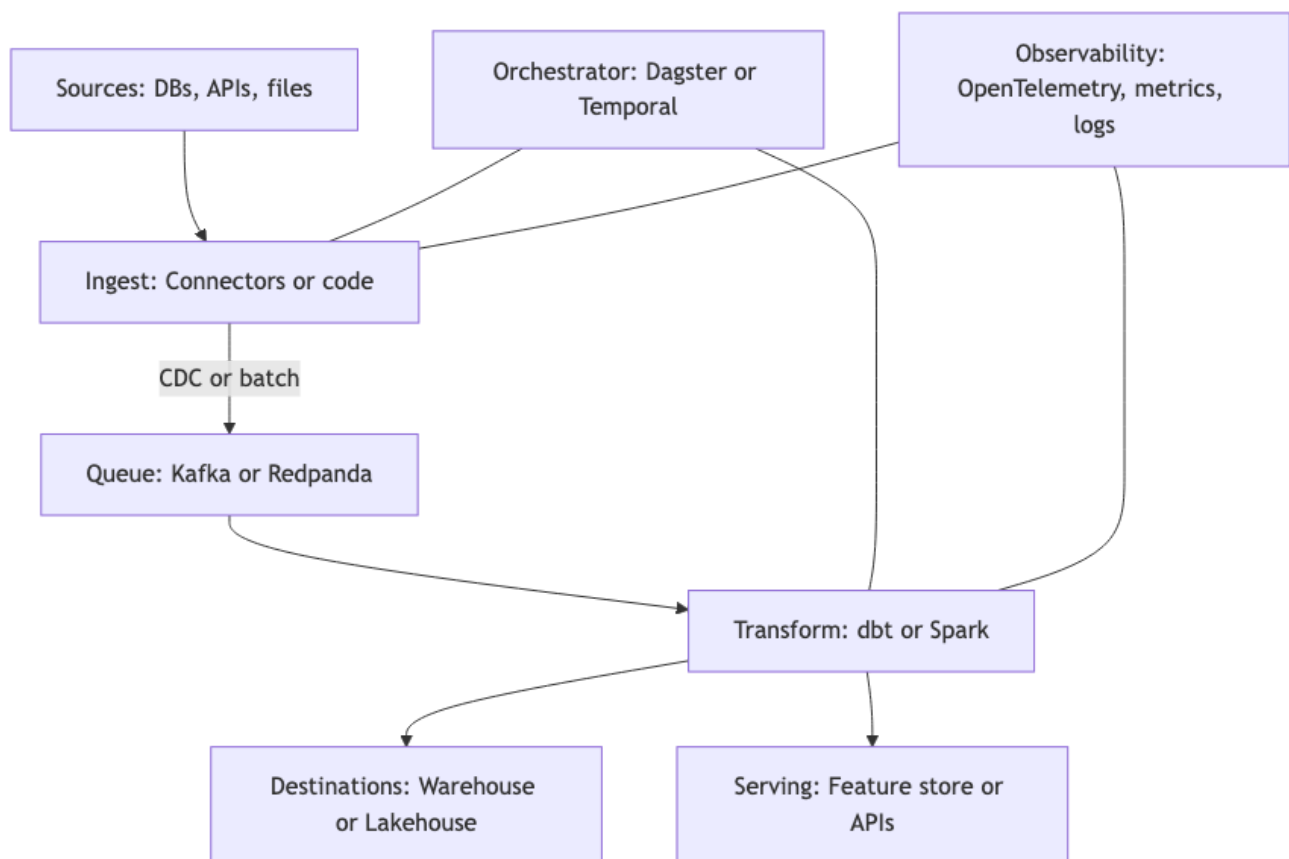 Sources: DBs, APIs, files
Orchestrator: Dagster or
Temporal
Observability:
OpenTelemetry, metrics,
logs
Ingest: Connectors or code
CDC or batch
Queue: Kafka or Redpanda
Transform: dbt or Spark
Destinations: Warehouse
or Lakehouse
Serving: Feature store or
APIs